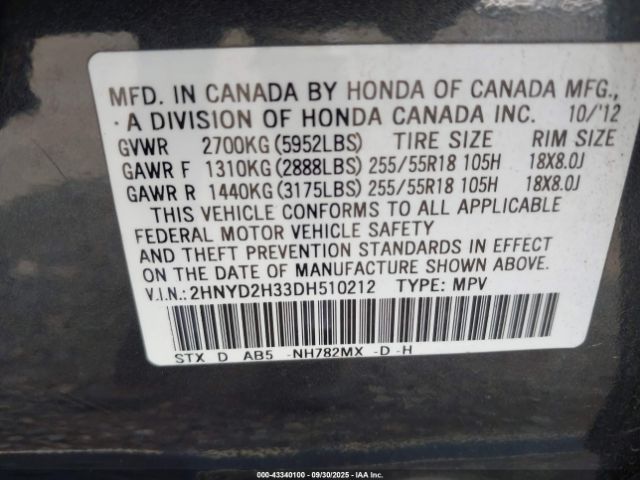 MFD. IN CANADA BY HONDA OF CANADA MFG.,
A DIVISION OF HONDA CANADA INC. 10/'12
GVWR 2700KG (5952LBS) TIRE SIZE RIM SIZE
GAWR F 1310KG (2888LBS) 255/55R18 105H 18X8.0J
GAWR R 1440KG (3175LBS) 255/55R18 105H 18X8.0J
THIS VEHICLE CONFORMS TO ALL APPLICABLE
FEDERAL MOTOR VEHICLE SAFETY
AND THEFT PREVENTION STANDARDS IN EFFECT ON
THE DATE OF MANUFACTURE SHOWN ABOVE.
V.I.N.: 2HNYD2H33DH510212 TYPE: MPV
STX D AB5 -NH782MX -D -H
000-43340100 - 09/30/2025 - IAA Inc.